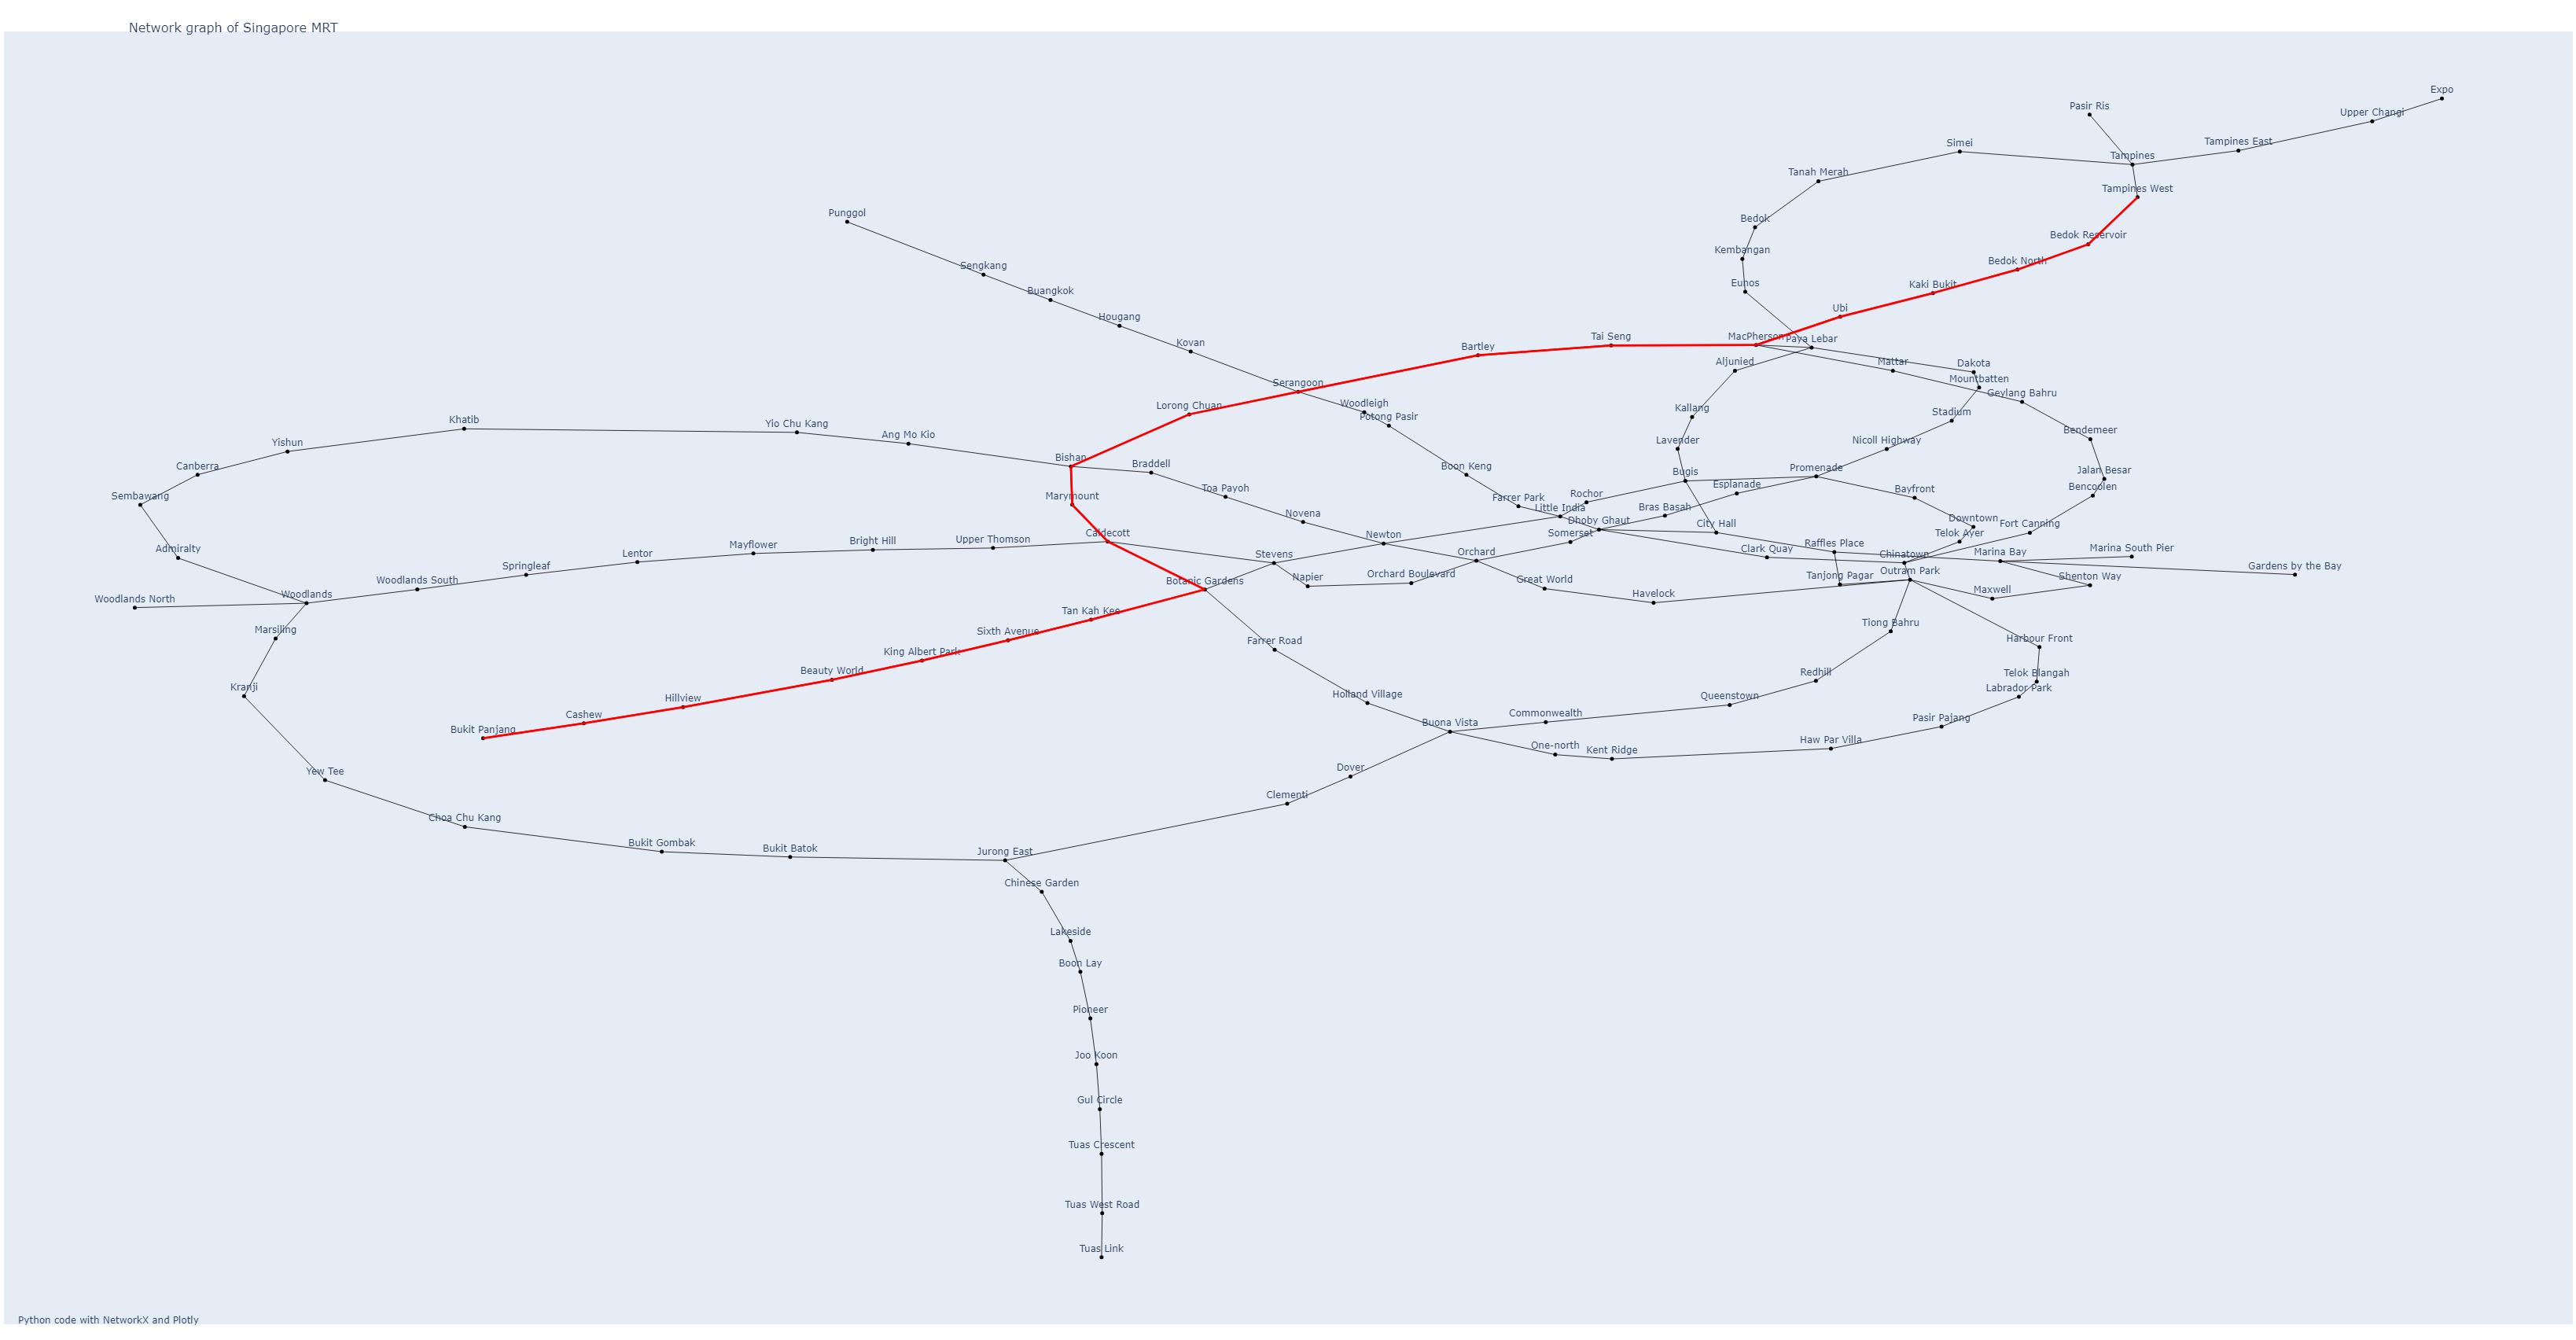 Network graph of Singapore MRT
Expo
Pasir Ris
Upper Changi
Simei
Tampines East
Tampines
Tanah Merah
Tampines West
Punggol
Bedok
Bedok Reservoir
Kembangan
Bedok North
Sengkang
Eunos
Kaki Bukit
Buangkok
Ubi
Hougang
Tai Seng
MacPherson
Paya Lebar
Kovan
Bartley
Aljunied
Mattar
Dakota
Mountbatten
Serangoon
Geylang Bahru
Woodleigh
Lorong Chuan
Kallang
Stadium
Potong Pasir
Khatib
Yio Chu Kang
Bendemeer
Ang Mo Kio
Yishun
Lavender
Nicoll Highway
Bishan
Braddell
Canberra
Boon Keng
Bugis
Promenade
Jalan Besar
Esplanade
Bencoolen
Toa Payoh
Bayfront
Sembawang
Marymount
Farrer Park
Rochor
Little India
Bras Basah
Novena
Dhoby Ghaut
City Hall
Downtown
Fort Canning
Caldecott
Newton
Somerset
Telok Ayer
Upper Thomson
Bright Hill
Mayflower
Admiralty
Lentor
Stevens
Orchard
Clark Quay
Raffles Place
Chinatown
Marina Bay
Marina South Pier
Springleaf
Gardens by the Bay
Woodlands South
Botanic Gardens
Napier
Orchard Boulevard
Great World
Tanjong Pagar
Outram Park
Shenton Way
Woodlands North
Woodlands
Havelock
Maxwell
Tan Kah Kee
Marsiling
Sixth Avenue
Farrer Road
Tiong Bahru
Harbour Front
King Albert Park
Beauty World
Redhill
Telok Blangah
Kranji
Hillview
Holland Village
Queenstown
Labrador Park
Cashew
Commonwealth
Pasir Pajang
Bukit Panjang
Buona Vista
One-north
Kent Ridge
Haw Par Villa
Yew Tee
Dover
Clementi
Choa Chu Kang
Bukit Gombak
Bukit Batok
Jurong East
Chinese Garden
Lakeside
Boon Lay
Pioneer
Joo Koon
Gul Circle
Tuas Crescent
Tuas West Road
Tuas Link
Python code with NetworkX and Plotly